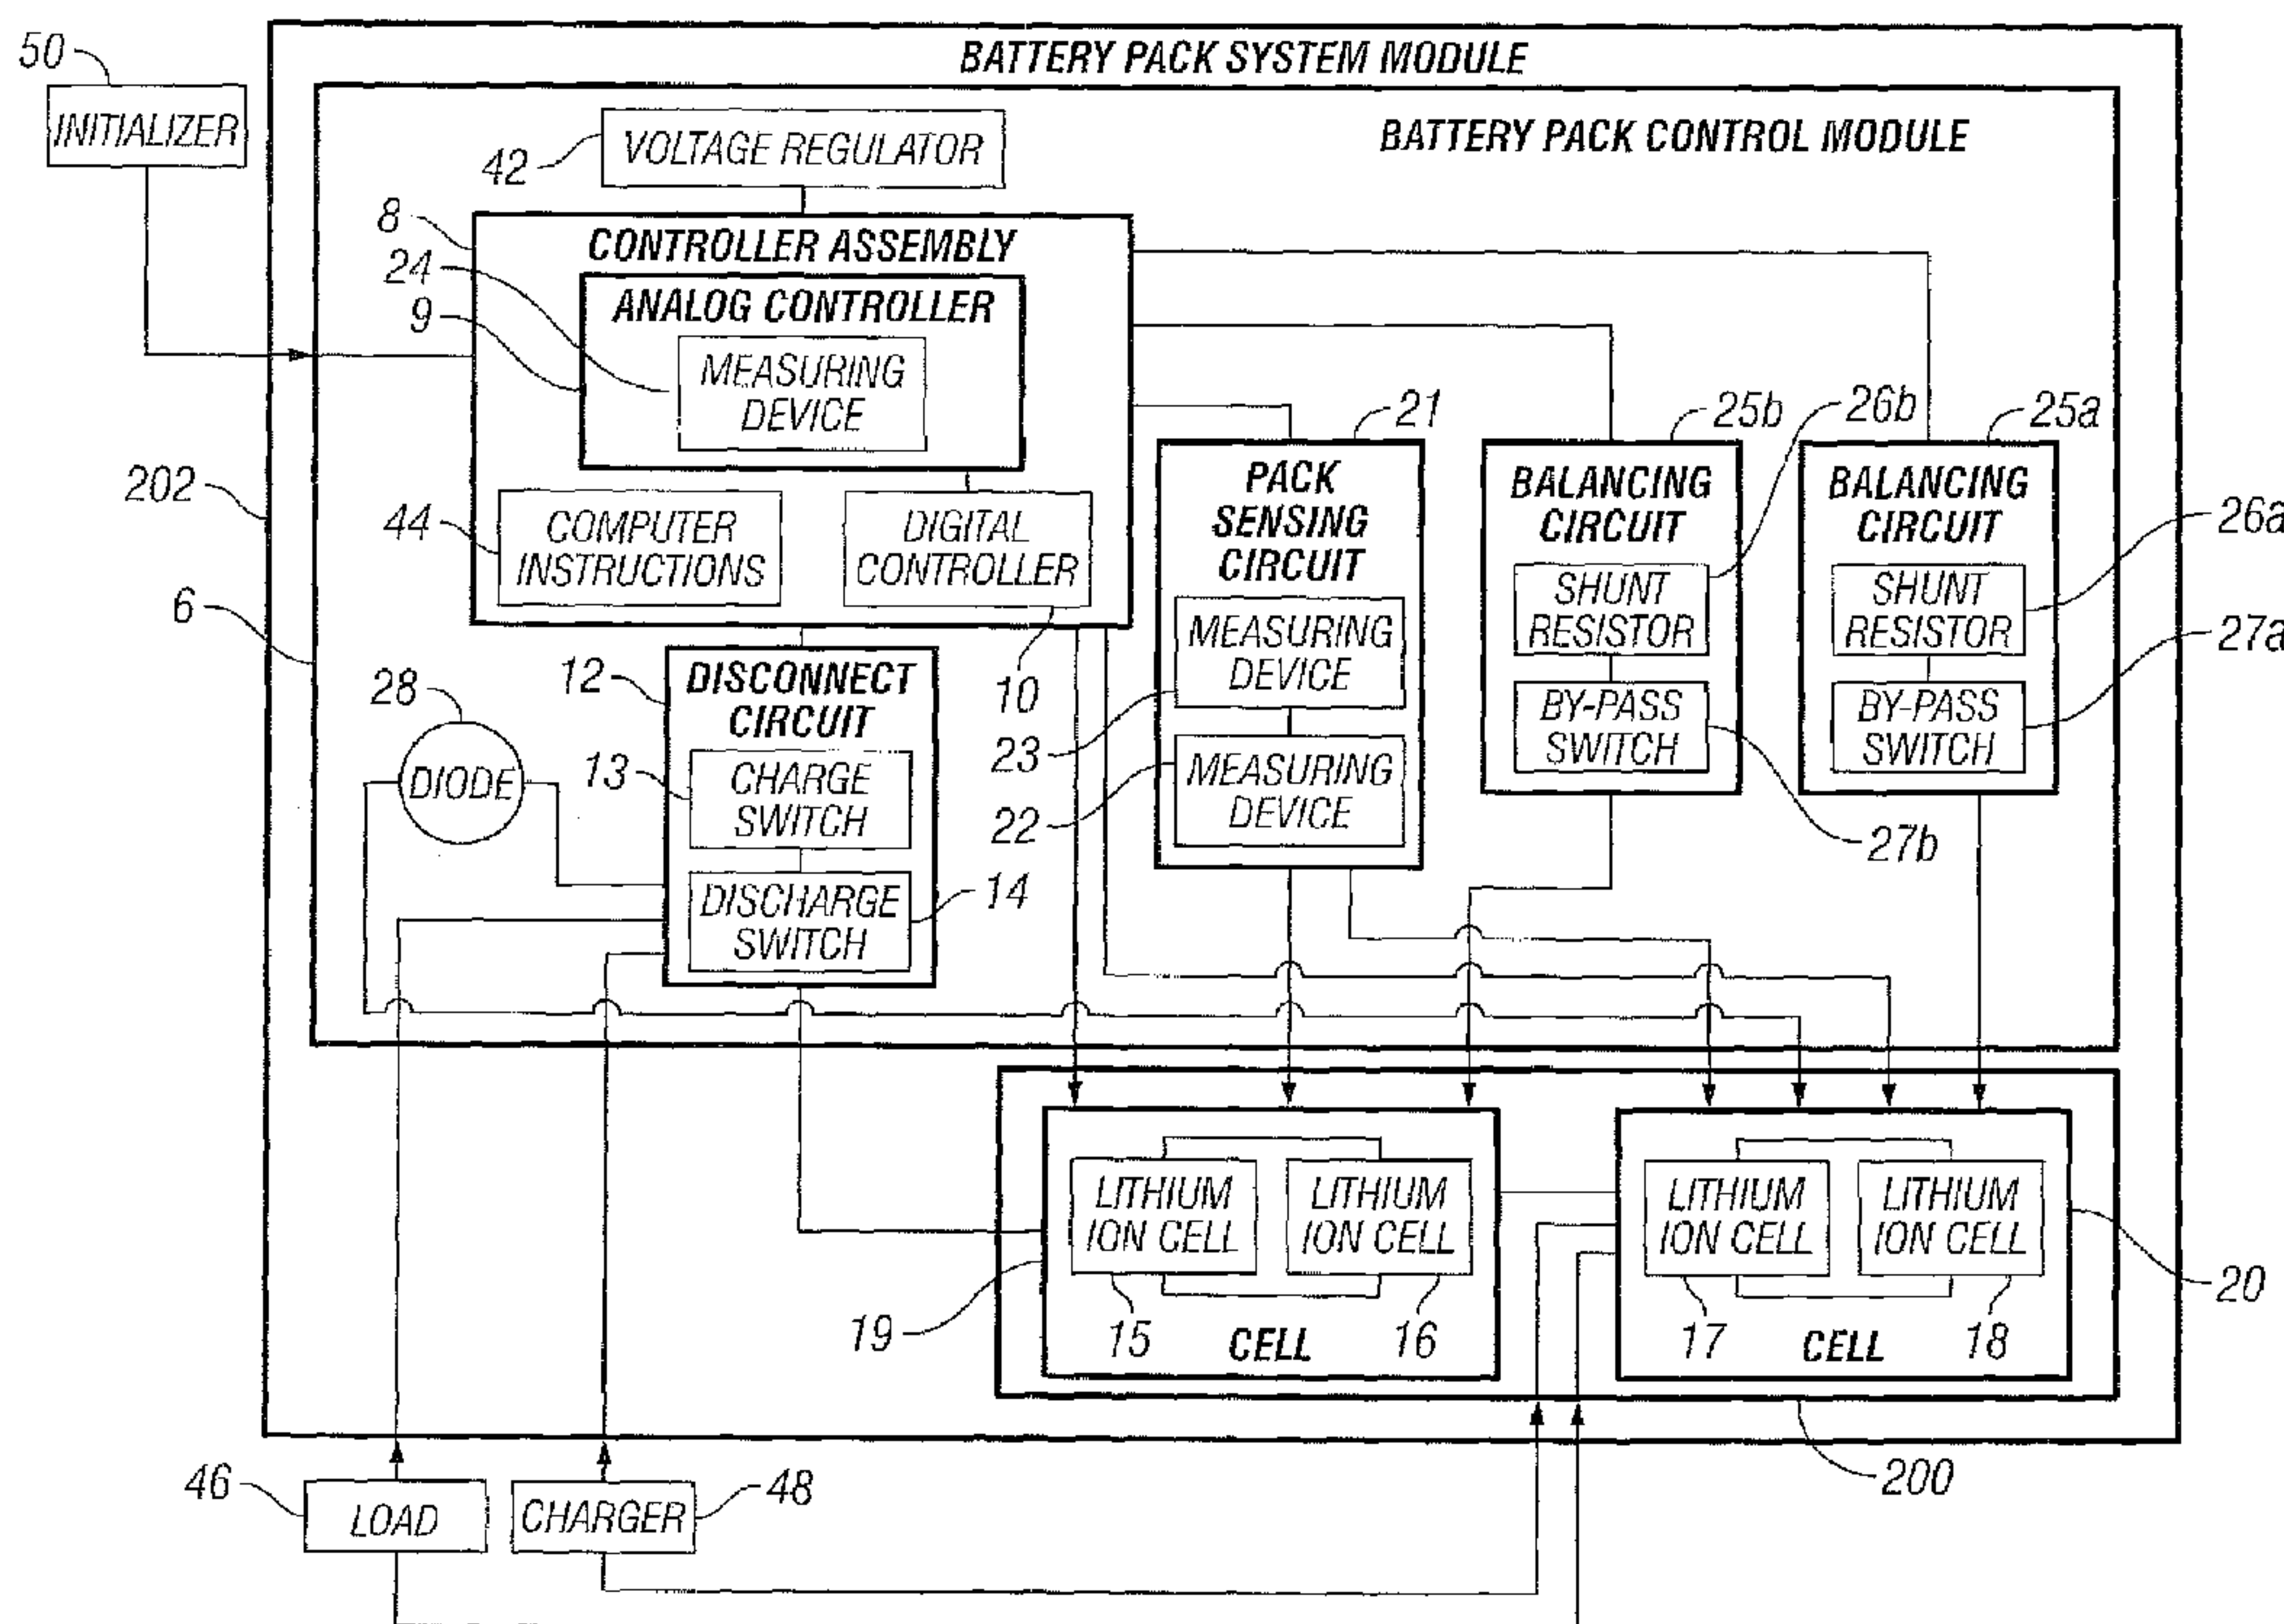 BATTERY PACK SYSTEM MODULE
50
INITIALIZER
BATTERY PACK CONTROL MODULE
42
VOLTAGE REGULATOR
8
CONTROLLER ASSEMBLY
24
9
ANALOG CONTROLLER
MEASURING
DEVICE
44
COMPUTER
INSTRUCTIONS
DIGITAL
CONTROLLER
10
202
6
21
PACK
SENSING
CIRCUIT
MEASURING
DEVICE
23
MEASURING
DEVICE
22
25b
26b
BALANCING
CIRCUIT
SHUNT
RESISTOR
BY-PASS
SWITCH
27b
25a
BALANCING
CIRCUIT
26a
SHUNT
RESISTOR
27a
BY-PASS
SWITCH
12
DISCONNECT
CIRCUIT
13
CHARGE
SWITCH
DISCHARGE
SWITCH
14
28
DIODE
LITHIUM
ION CELL
LITHIUM
ION CELL
19
15
CELL
16
LITHIUM
ION CELL
LITHIUM
ION CELL
20
17
CELL
18
200
46
LOAD
CHARGER
48